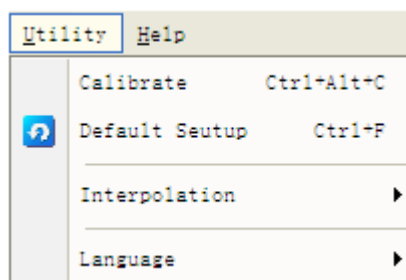 Utility Help
Calibrate Ctrl+Alt+C
Default Seutup Ctrl+F
Interpolation
Language